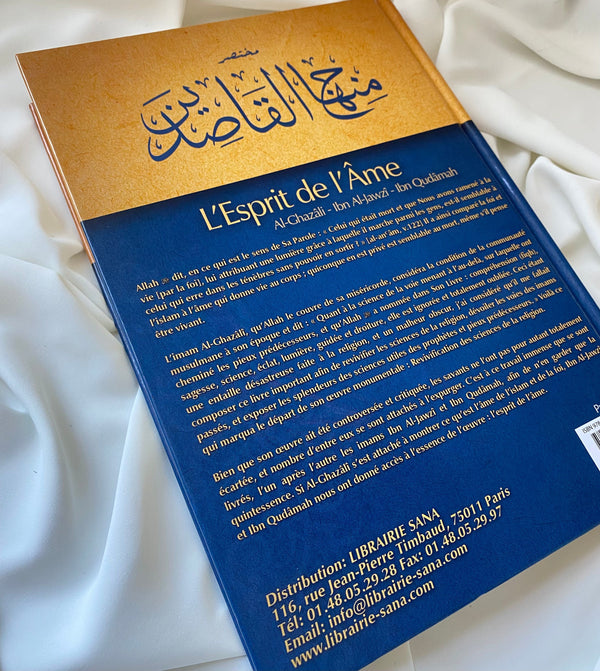 مختصر
منهاج القاصدين
L'Esprit de l'Âme
Al-Ghazâlî - Ibn Al-Jawzî - Ibn Qudâmah
Allah ﷻ dit, en ce qui est le sens de Sa Parole : « Celui qui était mort et que Nous avons ramené à la
vie [par la foi], lui attribuant une lumière grâce à laquelle il marche parmi les gens, est-il semblable à
celui qui erre dans les ténèbres sans pouvoir en sortir ? » [al-an'âm, v.122) Il a ainsi comparé la foi et
l'islam à l'âme qui donne vie au corps ; quiconque en est privé est semblable au mort, même s'il pense
être vivant.
L'imam Al-Ghazâlî, qu'Allah le couvre de sa miséricorde, considéra la condition de la communauté
musulmane à son époque et dit : « Quant à la science de la voie menant à l'au-delà, sur laquelle ont
cheminé les pieux prédécesseurs, et qu'Allah ﷻ a nommée dans Son Livre : compréhension (fiqh),
sagesse, science, éclat, lumière, guidée et droiture, elle est ignorée et totalement oubliée. Ceci étant
une entaille désastreuse faite à la religion, et un malheur obscur, j'ai considéré qu'il me fallait
composer ce livre important afin de revivifier les sciences de la religion, dévoiler les voies des imams
passés, et exposer les splendeurs des sciences utiles des prophètes et pieux prédécesseurs. » Voilà ce
qui marqua le départ de son œuvre monumentale : Revivification des sciences de la religion.
Bien que son œuvre ait été controversée et critiquée, les savants ne l'ont pas pour autant totalement
écartée, et nombre d'entre eux se sont attachés à l'expurger. C'est à ce travail immense que se sont
livrés, l'un après l'autre les imams Ibn Al-Jawzî et Ibn Qudâmah, afin de n'en garder que la
quintessence. Si Al-Ghazâlî s'est attaché à montrer ce qu'est l'âme de l'islam et de la foi, Ibn Al-Jawzî
et Ibn Qudâmah nous ont donné accès à l'essence de l'œuvre : l'esprit de l'âme.
Distribution: LIBRAIRIE SANA
116, rue Jean-Pierre Timbaud, 75011 Paris
Tél: 01.48.05.29.28 Fax: 01.48.05.29.97
Email: info@librairie-sana.com
www.librairie-sana.com
ISBN